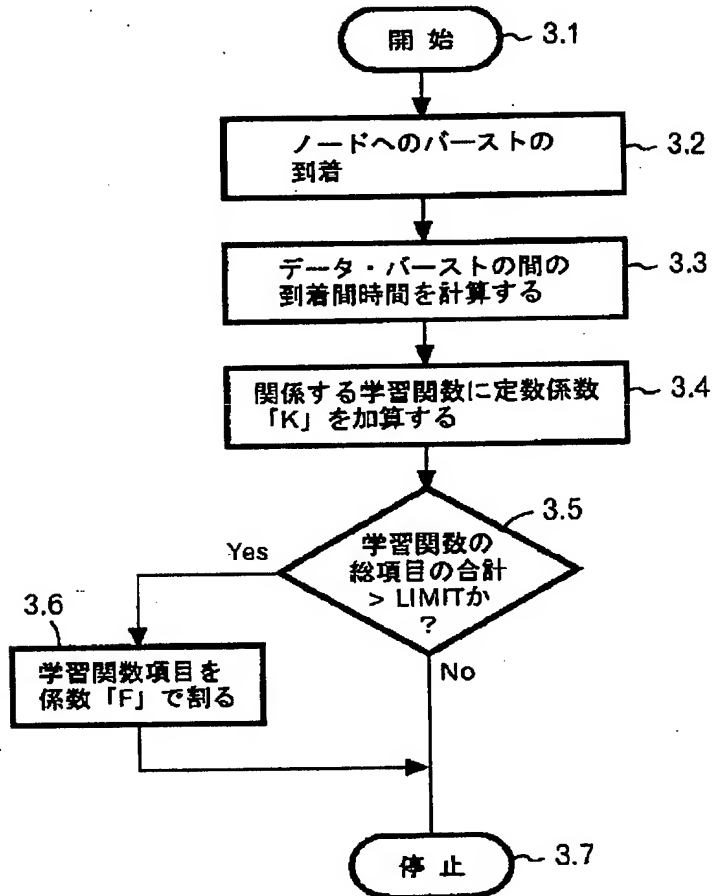 開始
3.1
ノードへのバーストの
到着
3.2
データ・バーストの間の
到着間時間を計算する
3.3
関係する学習関数に定数係数
「K」を加算する
3.4
3.5
学習関数の
総項目の合計
> LIMITか
?
Yes
3.6
学習関数項目を
係数「F」で割る
No
停止
3.7